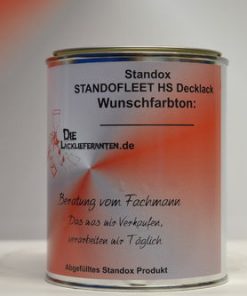 Standox
STANDOFLEET HS Decklack
Wunschfarbton:
DIE
LACKLIEFERANTEN.de
Beratung vom Fachmann
Das was wir Verkaufen,
verarbeiten wir Täglich.
Abgefülltes Standox Produkt